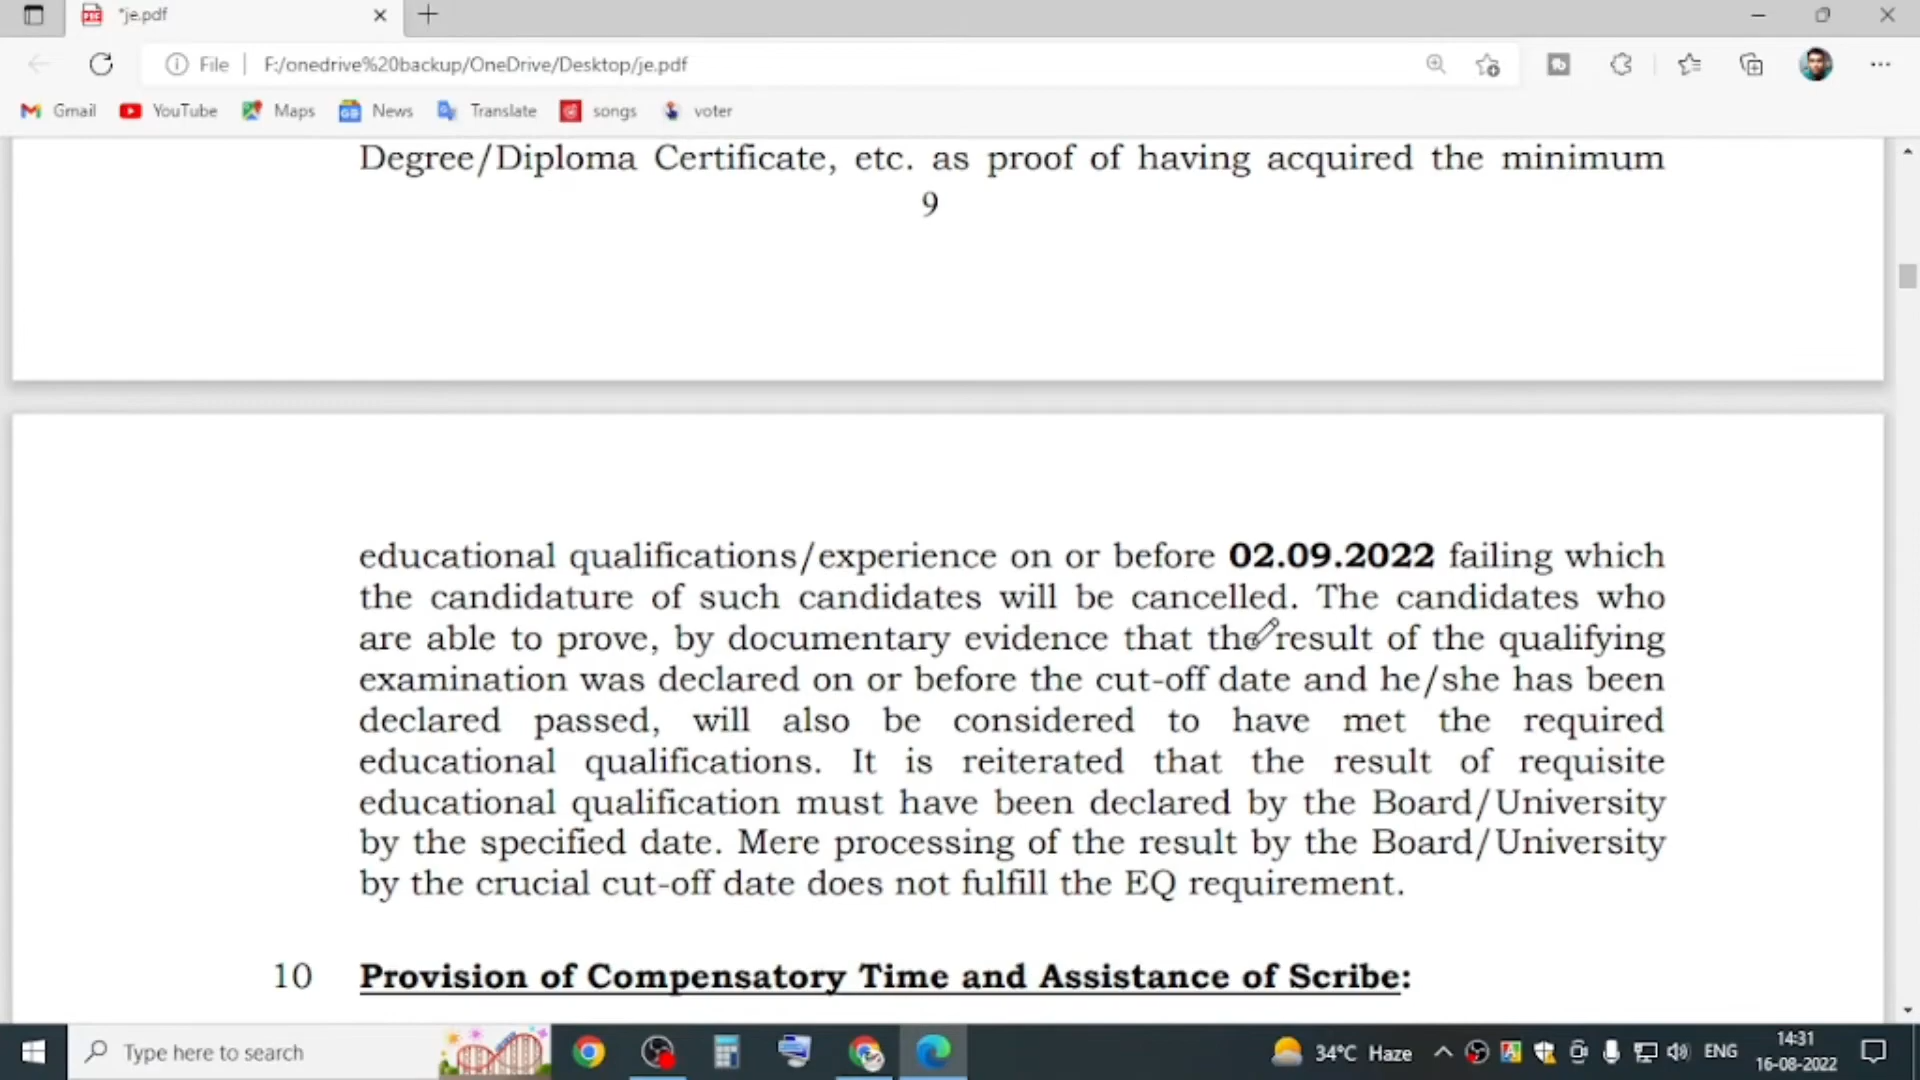 *je.pdf
File
F:/onedrive%20backup/OneDrive/Desktop/je.pdf
Gmail
YouTube
Maps
News
Translate
songs
voter
Degree/Diploma Certificate, etc. as proof of having acquired the minimum
9
educational qualifications/experience on or before 02.09.2022 failing which
the candidature of such candidates will be cancelled. The candidates who
are able to prove, by documentary evidence that the result of the qualifying
examination was declared on or before the cut-off date and he/she has been
declared passed, will also be considered to have met the required
educational qualifications. It is reiterated that the result of requisite
educational qualification must have been declared by the Board/University
by the specified date. Mere processing of the result by the Board/University
by the crucial cut-off date does not fulfill the EQ requirement.
10 Provision of Compensatory Time and Assistance of Scribe:
Type here to search
34°C Haze
ENG
14:31
16-08-2022